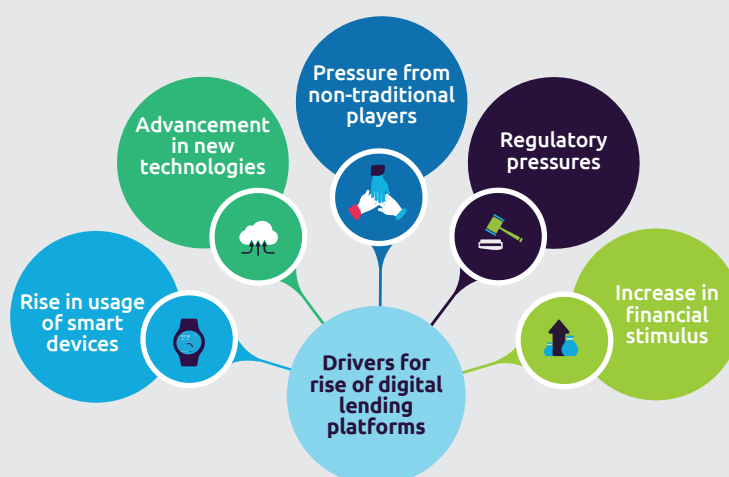 Pressure from
non-traditional
players
Advancement
in new
technologies
Regulatory
pressures
Rise in usage
of smart
devices
Increase in
financial
stimulus
Drivers for
rise of digital
lending
platforms